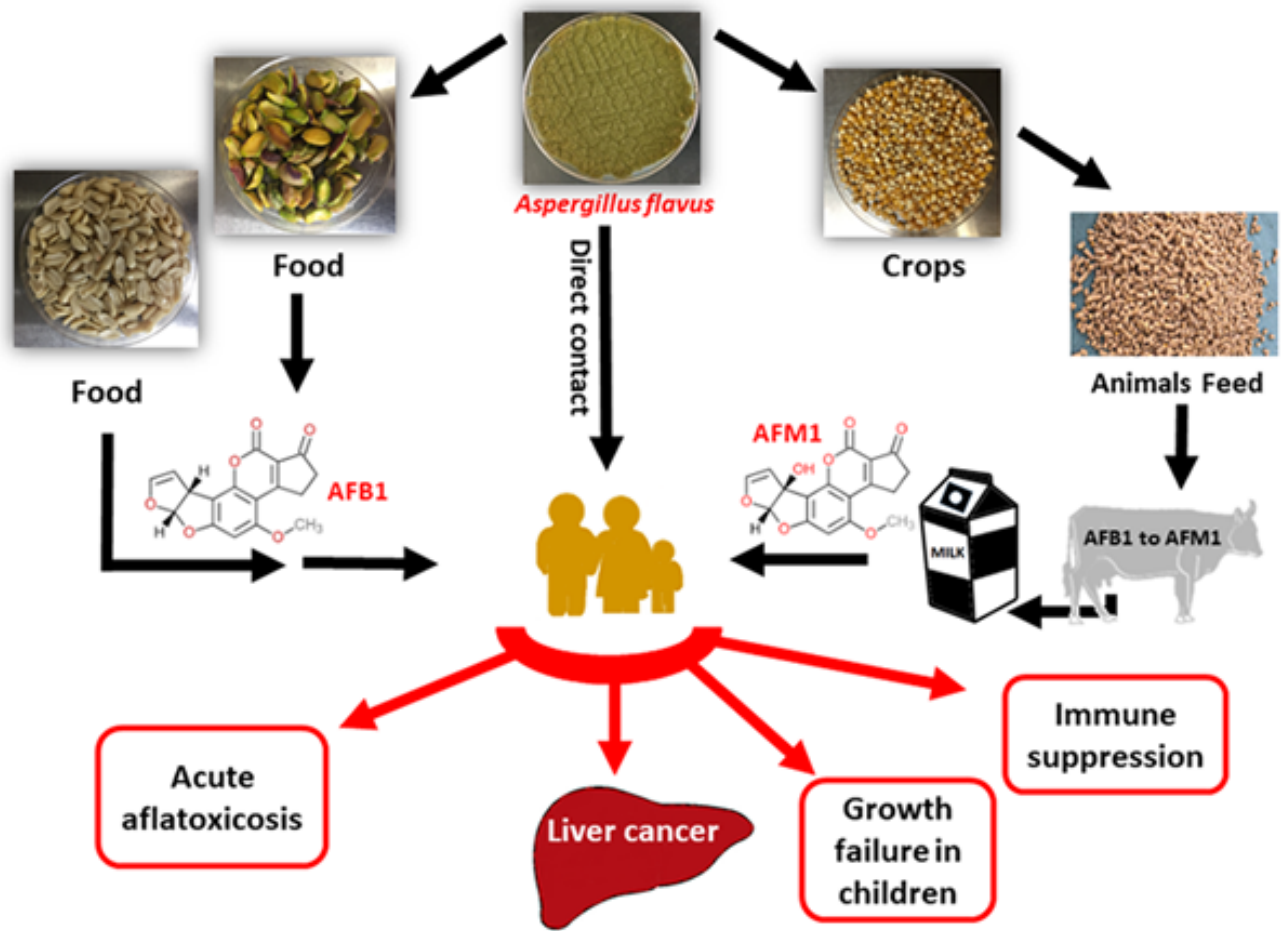 Aspergillus flavus
Food
Food
Direct contact
Crops
Animals Feed
O
O
O
H
O
H
O
O
CH3
AFB1
AFM1
O
O
OH
O
O
H
O
O
CH3
MILK
AFB1 to AFM1
Acute
aflatoxicosis
Liver cancer
Growth
failure in
children
Immune
suppression